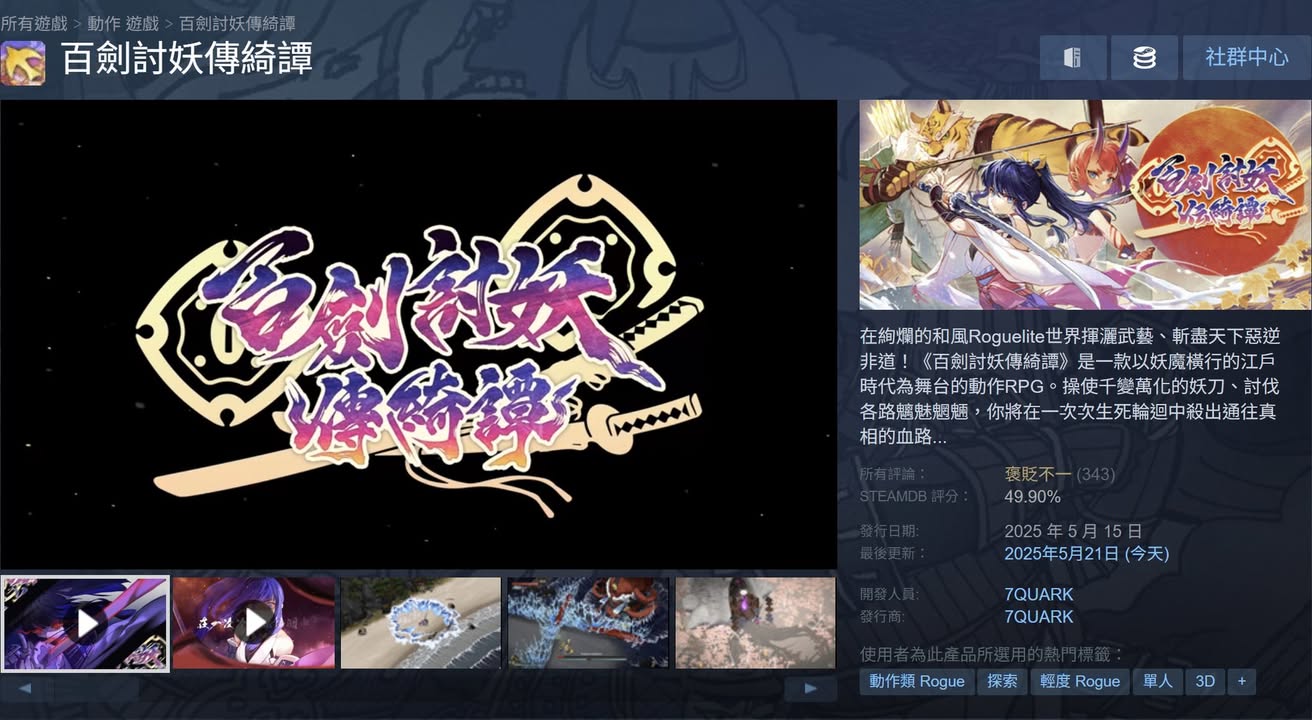 所有遊戲 > 動作 遊戲 > 百劍討妖傳綺譚
百劍討妖傳綺譚
社群中心
百劍討妖
傳綺譚
百劍討妖
伝綺譚
在絢爛的和風Roguelite世界揮灑武藝、斬盡天下惡逆
非道！《百劍討妖傳綺譚》是一款以妖魔橫行的江戶
時代為舞台的動作RPG。操使千變萬化的妖刀、討伐
各路魑魅魍魎，你將在一次次生死輪迴中殺出通往真
相的血路...
所有評論： 褒貶不一 (343)
STEAMDB 評分： 49.90%
發行日期: 2025 年 5 月 15 日
最後更新： 2025年5月21日 (今天)
開發人員: 7QUARK
發行商: 7QUARK
使用者為此產品所選用的熱門標籤：
動作類 Rogue 探索 輕度 Rogue 單人 3D +